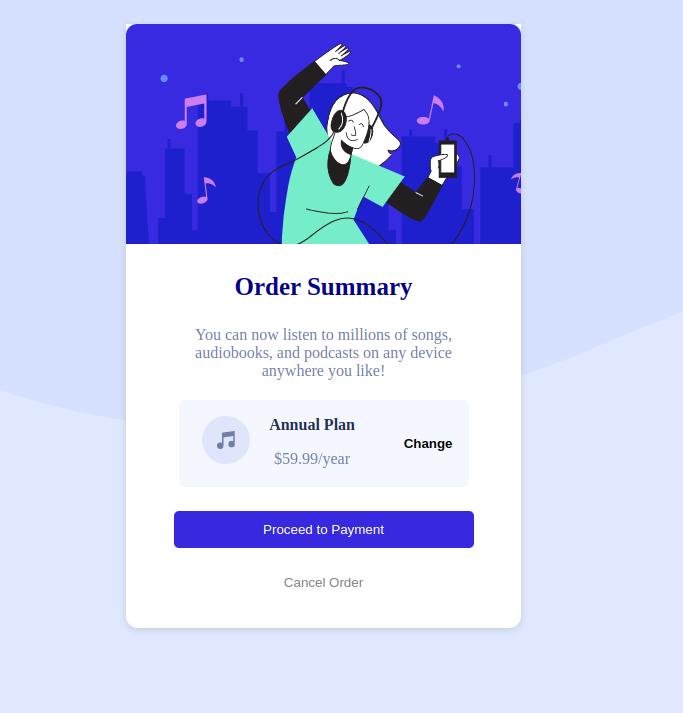 Order Summary
You can now listen to millions of songs,
audiobooks, and podcasts on any device
anywhere you like!
Annual Plan
$59.99/year
Change
Proceed to Payment
Cancel Order